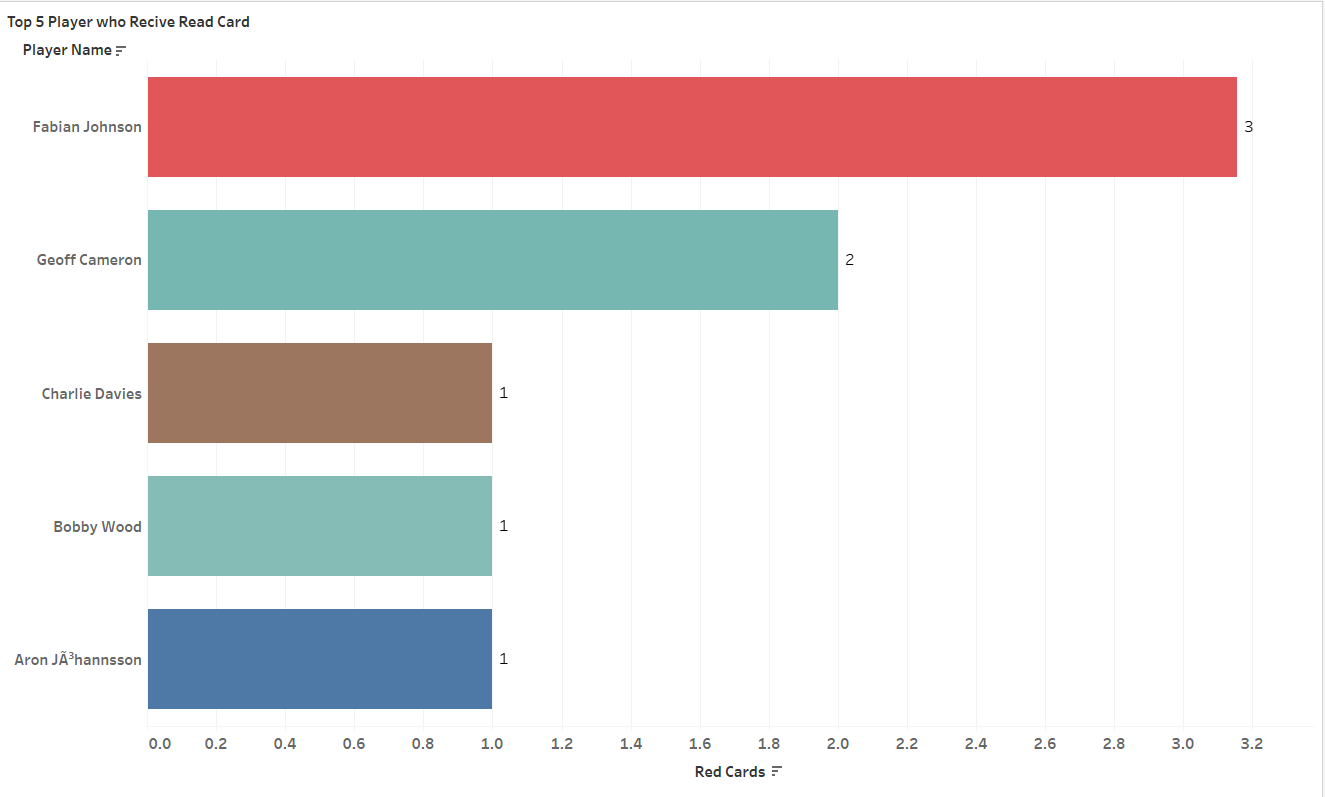 Top 5 Player who Recive Read Card
Player Name
Fabian Johnson
3
Geoff Cameron
2
Charlie Davies
1
Bobby Wood
1
Aron JÃ³hannsson
1
0.0 0.2 0.4 0.6 0.8 1.0 1.2 1.4 1.6 1.8 2.0 2.2 2.4 2.6 2.8 3.0 3.2
Red Cards